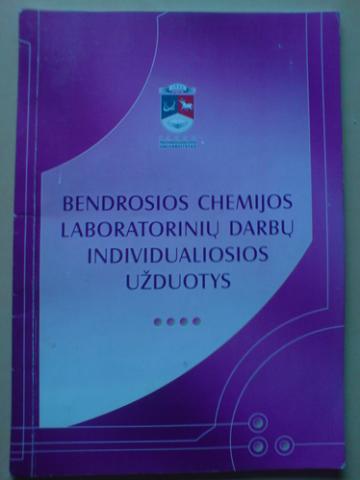 BENDROSIOS CHEMIJOS
LABORATORINIŲ DARBŲ
INDIVIDUALIOSIOS
UŽDUOTYS